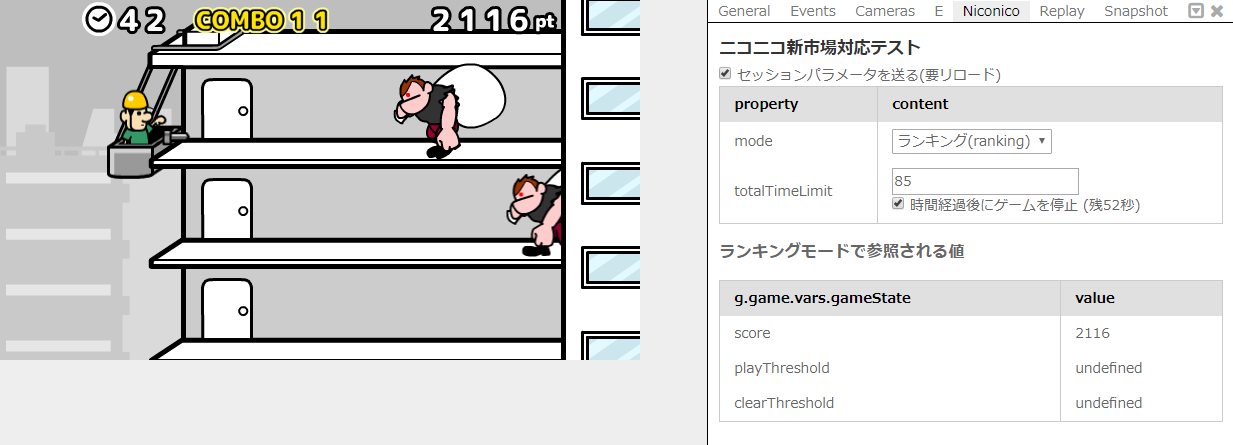 42 COMBO 11 2116pt
General Events Cameras E Niconico Replay Snapshot
ニコニコ新市場対応テスト
セッションパラメータを送る(要リロード)
property content
mode ランキング(ranking)
totalTimeLimit 85
時間経過後にゲームを停止 (残52秒)
ランキングモードで参照される値
g.game.vars.gameState value
score 2116
playThreshold undefined
clearThreshold undefined